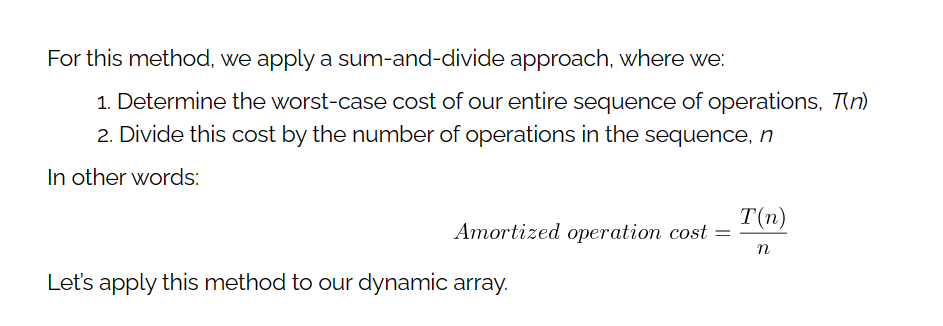 For this method, we apply a sum-and-divide approach, where we:
1. Determine the worst-case cost of our entire sequence of operations, T(n)
2. Divide this cost by the number of operations in the sequence, n
In other words:
Amortized operation cost = T(n)/n
Let's apply this method to our dynamic array.